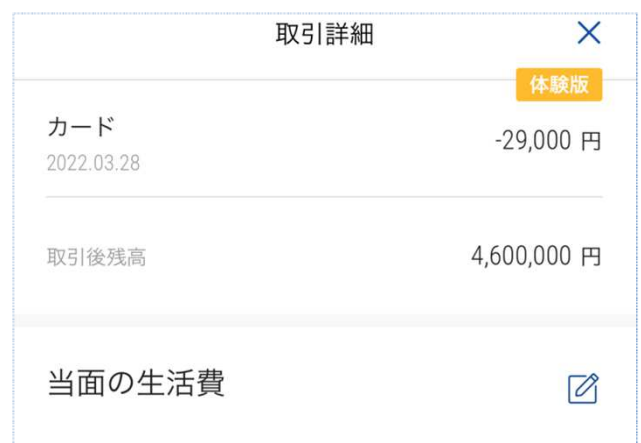 取引詳細
体験版
カード
-29,000 円
2022.03.28
取引後残高
4,600,000 円
当面の生活費